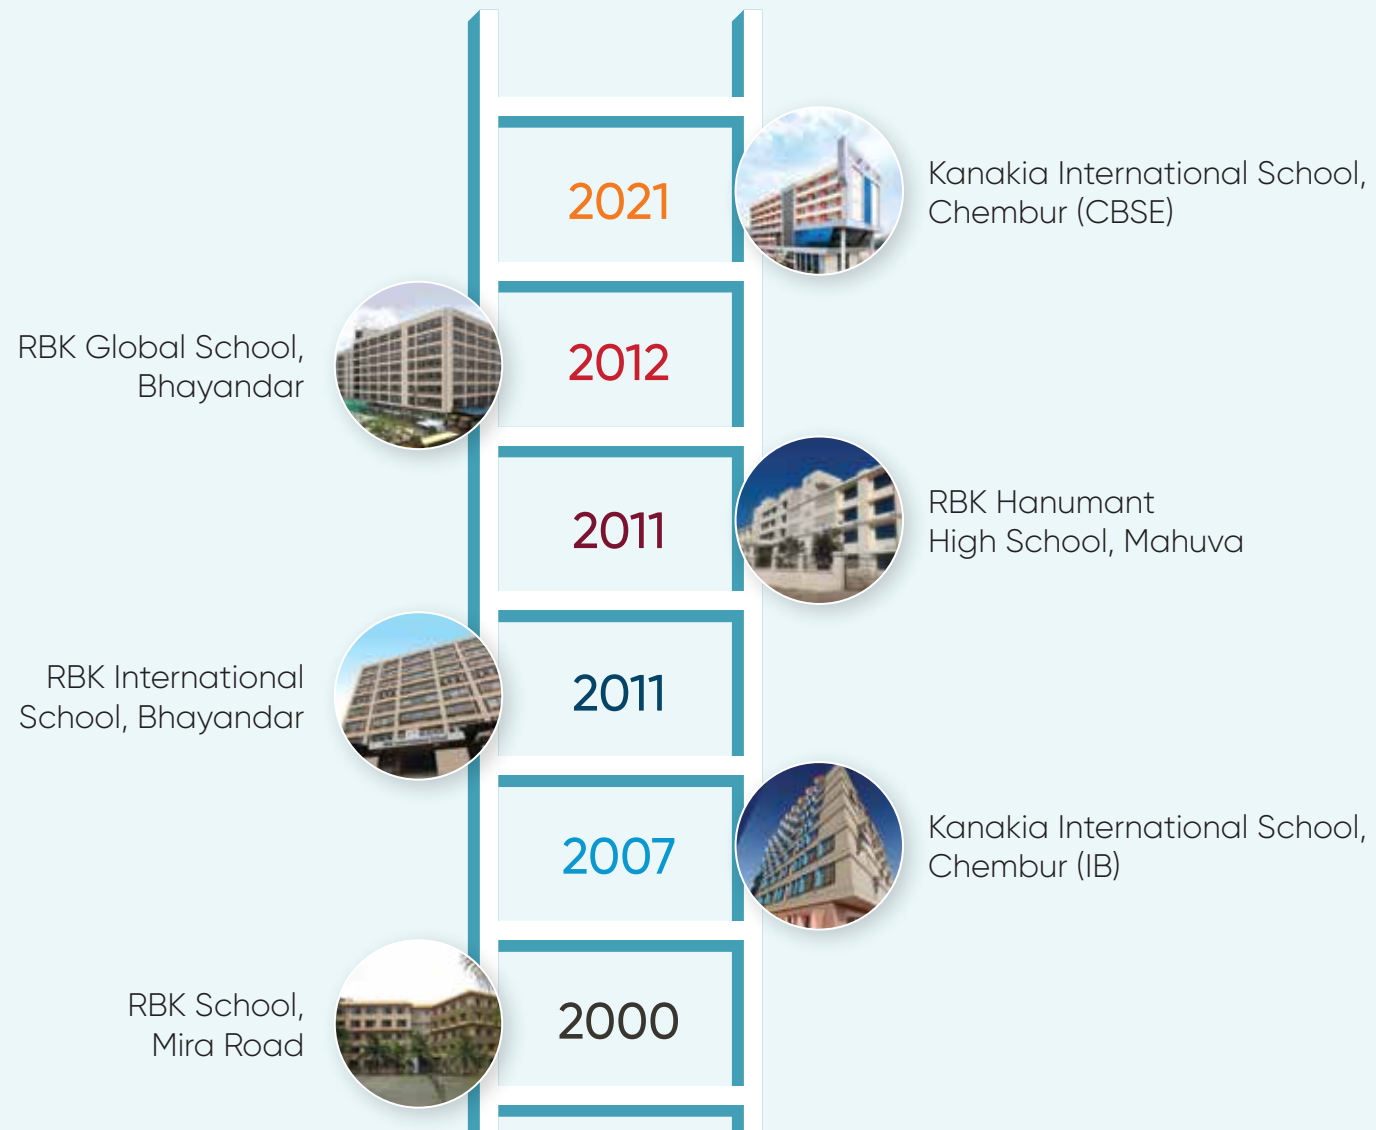 2021
Kanakia International School,
Chembur (CBSE)
RBK Global School,
Bhayandar
2012
2011
RBK Hanumant
High School, Mahuva
RBK International
School, Bhayandar
2011
2007
Kanakia International School,
Chembur (IB)
RBK School,
Mira Road
2000